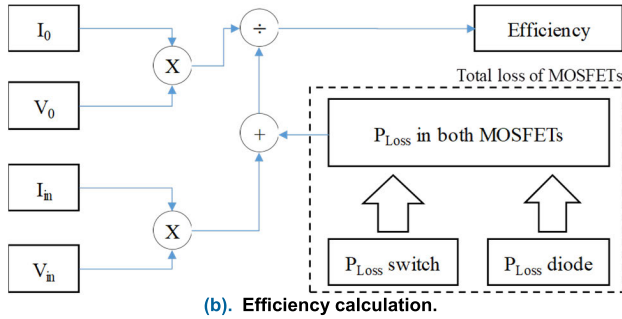 I0
÷
Efficiency
X
Total loss of MOSFETs
V0
+
PLoss in both MOSFETs
Iin
X
Vin
PLoss switch
PLoss diode
(b). Efficiency calculation.